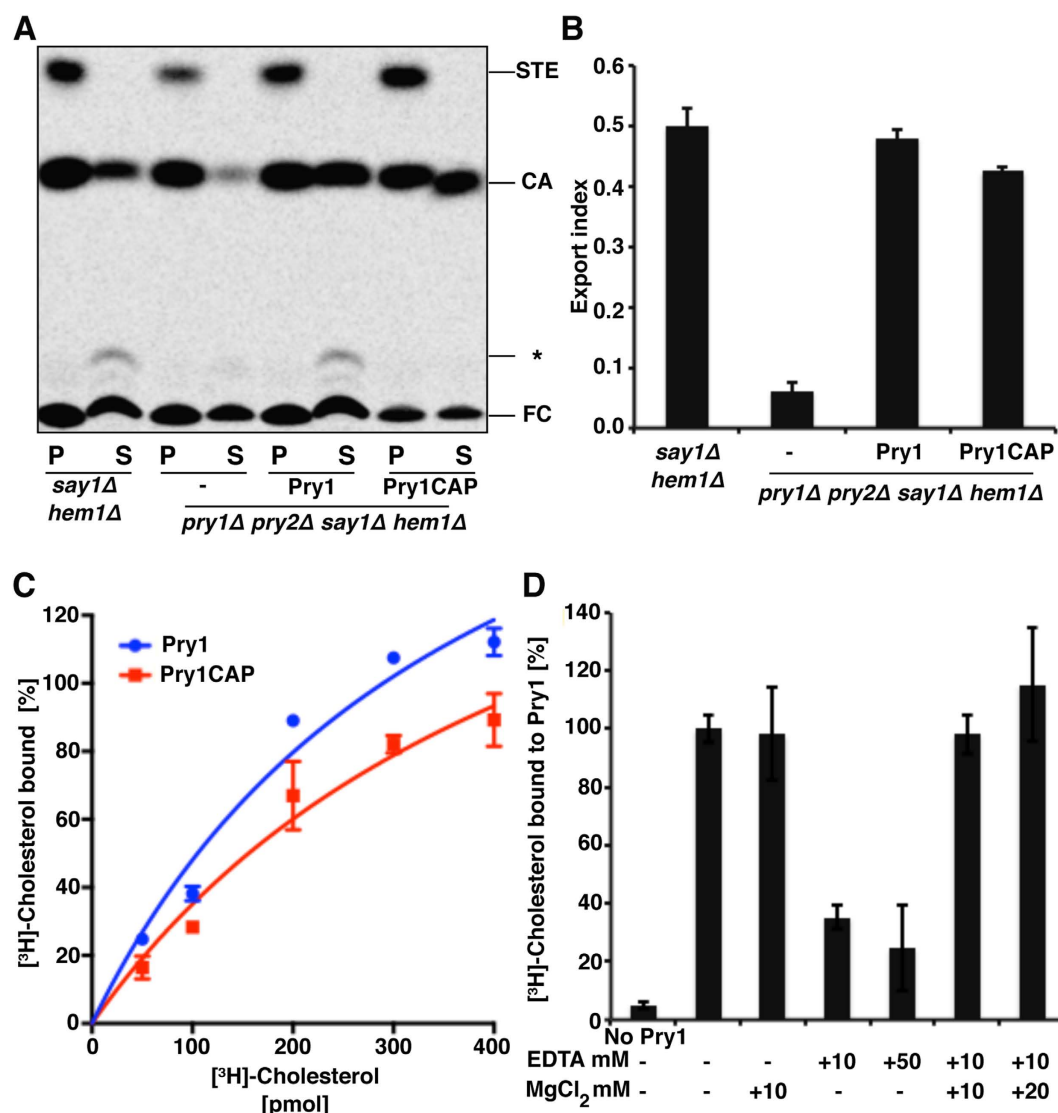 A
STE
CA
*
FC
P S P S P S P S
say1Δ hem1Δ
- Pry1 Pry1CAP
pry1Δ pry2Δ say1Δ hem1Δ
B
Export index
0.6
0.5
0.4
0.3
0.2
0.1
0.0
say1Δ hem1Δ
- Pry1 Pry1CAP
pry1Δ pry2Δ say1Δ hem1Δ
C
[³H]-Cholesterol bound [%]
120
100
80
60
40
20
0
Pry1
Pry1CAP
0 100 200 300 400
[³H]-Cholesterol
[pmol]
D
[³H]-Cholesterol bound to Pry1 [%]
140
120
100
80
60
40
20
0
No Pry1
EDTA mM - - - +10 +50 +10 +10
MgCl₂ mM - - +10 - - +10 +20